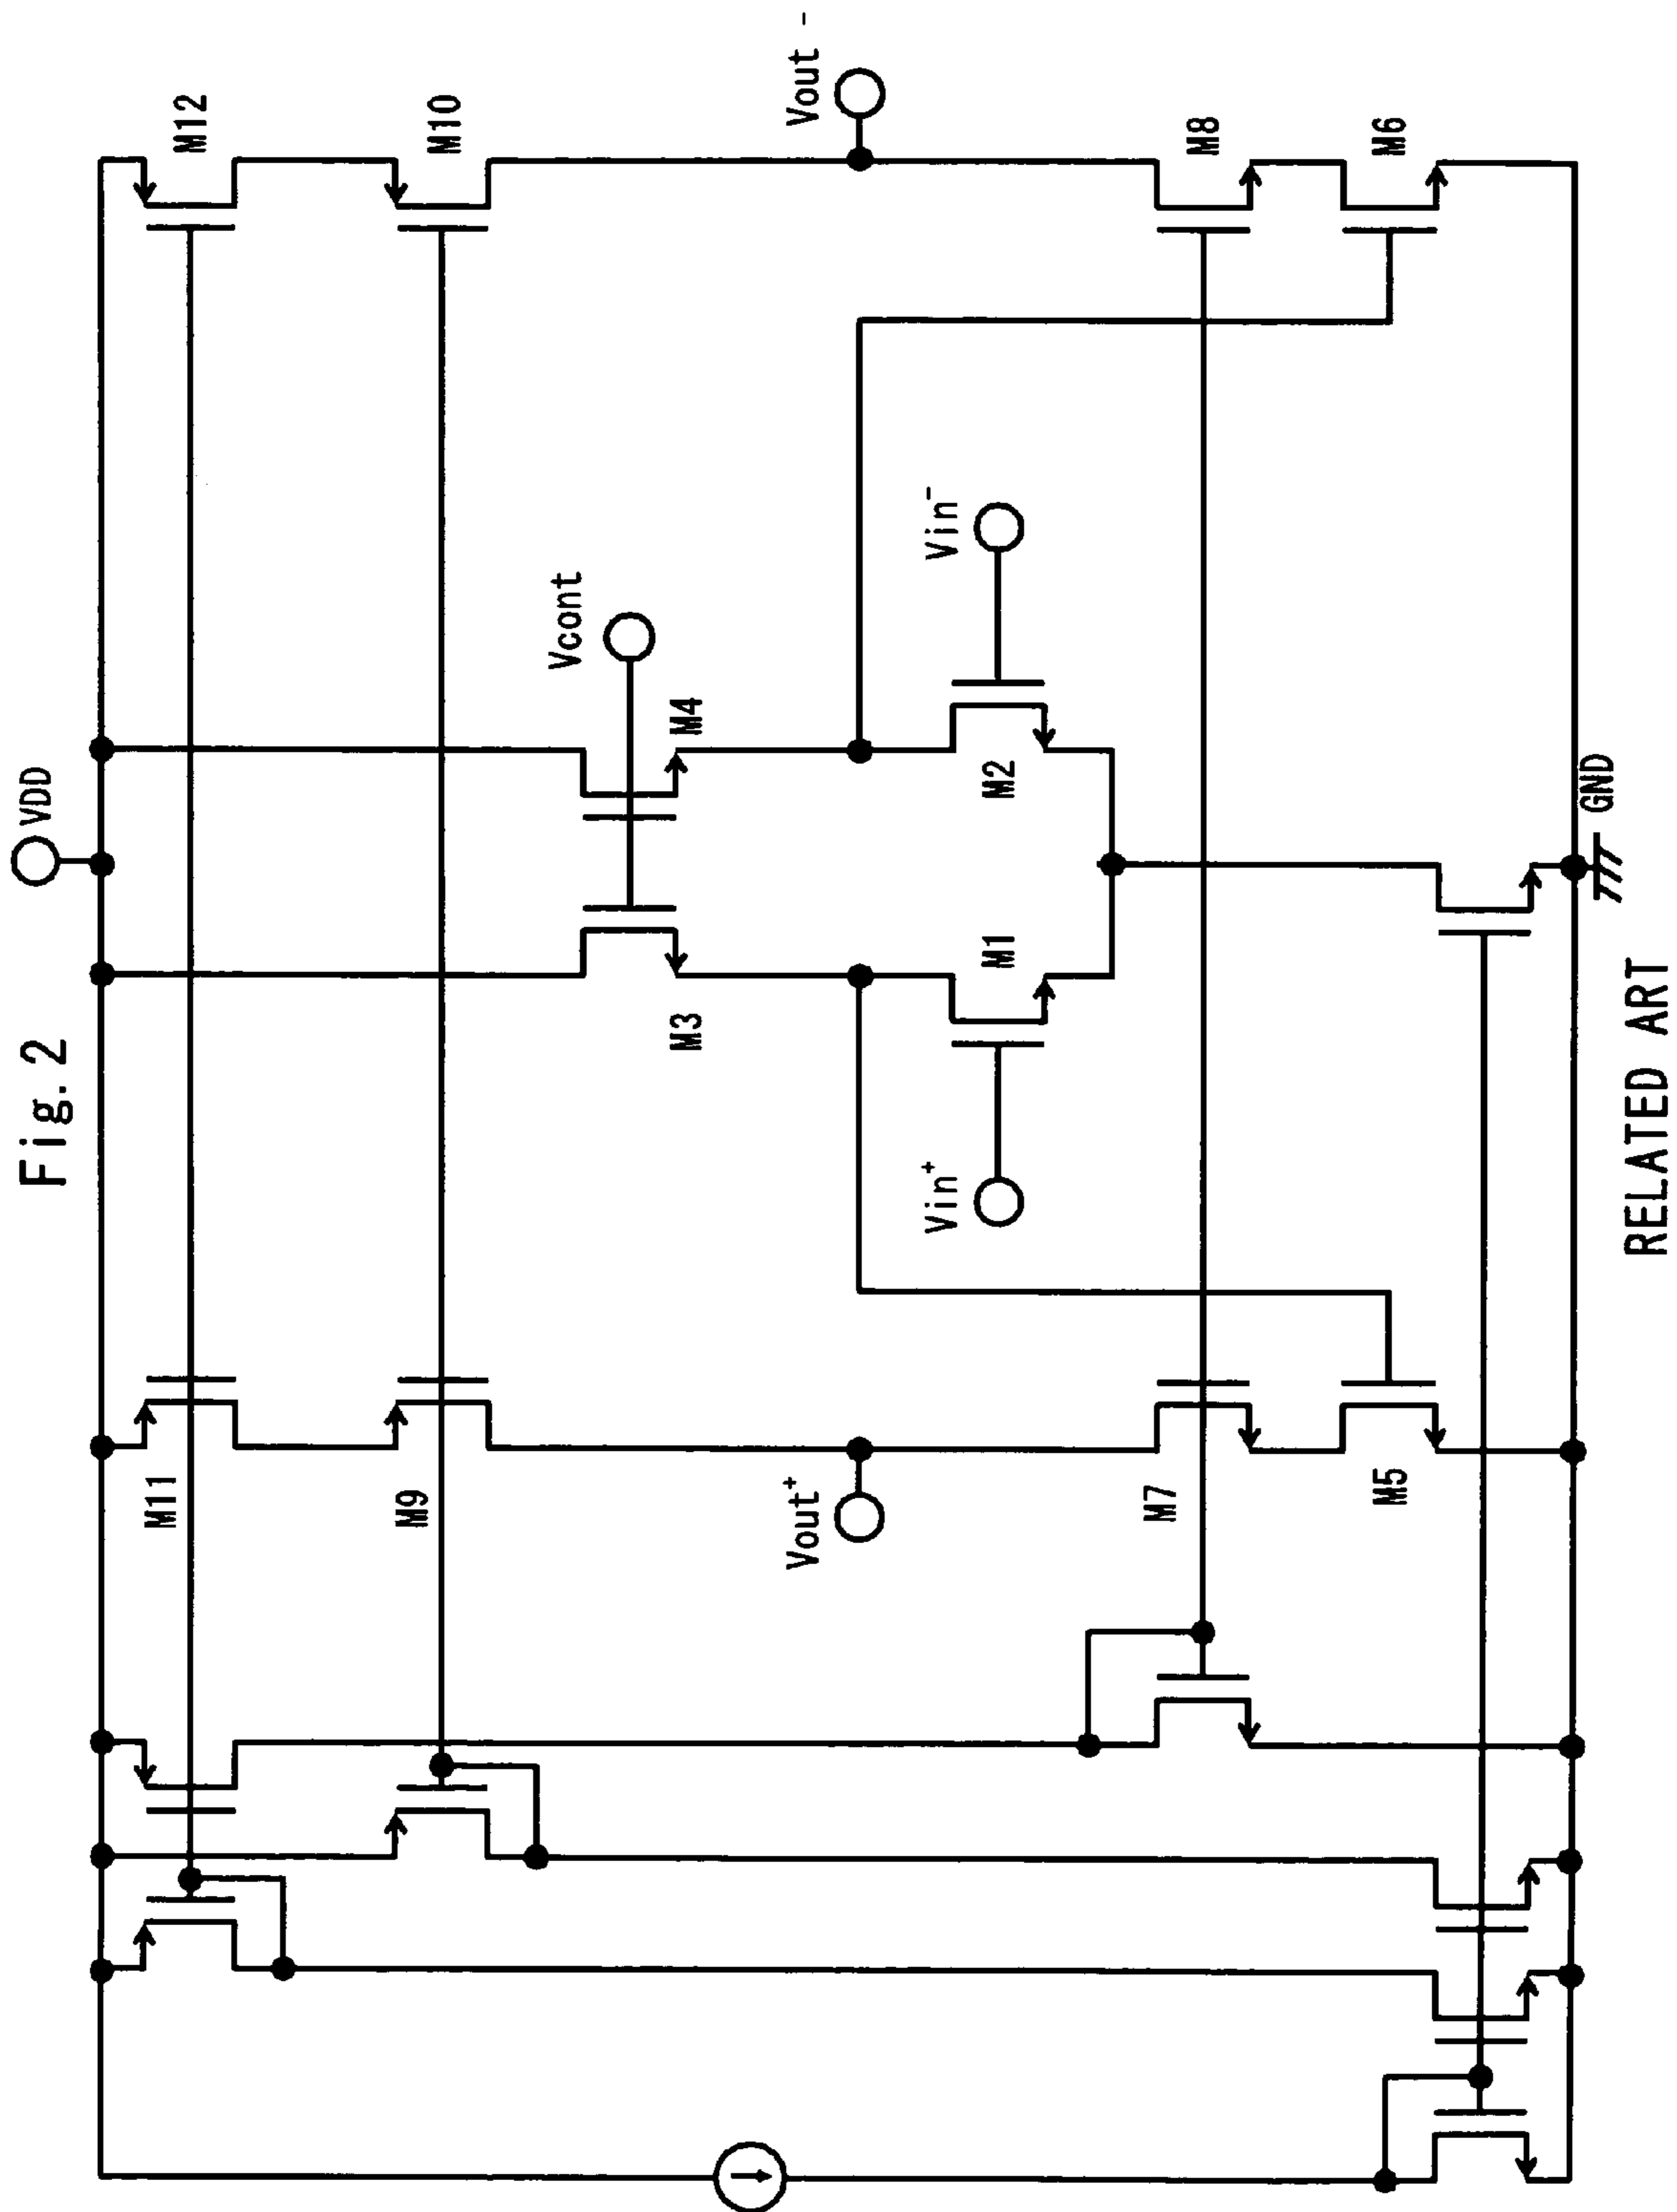 Fig. 2
VDD
M11
M12
M9
M10
Vcont
M3
M4
Vout+
Vout -
Vin+
Vin-
M1
M2
M7
M8
M5
M6
GND
RELATED ART